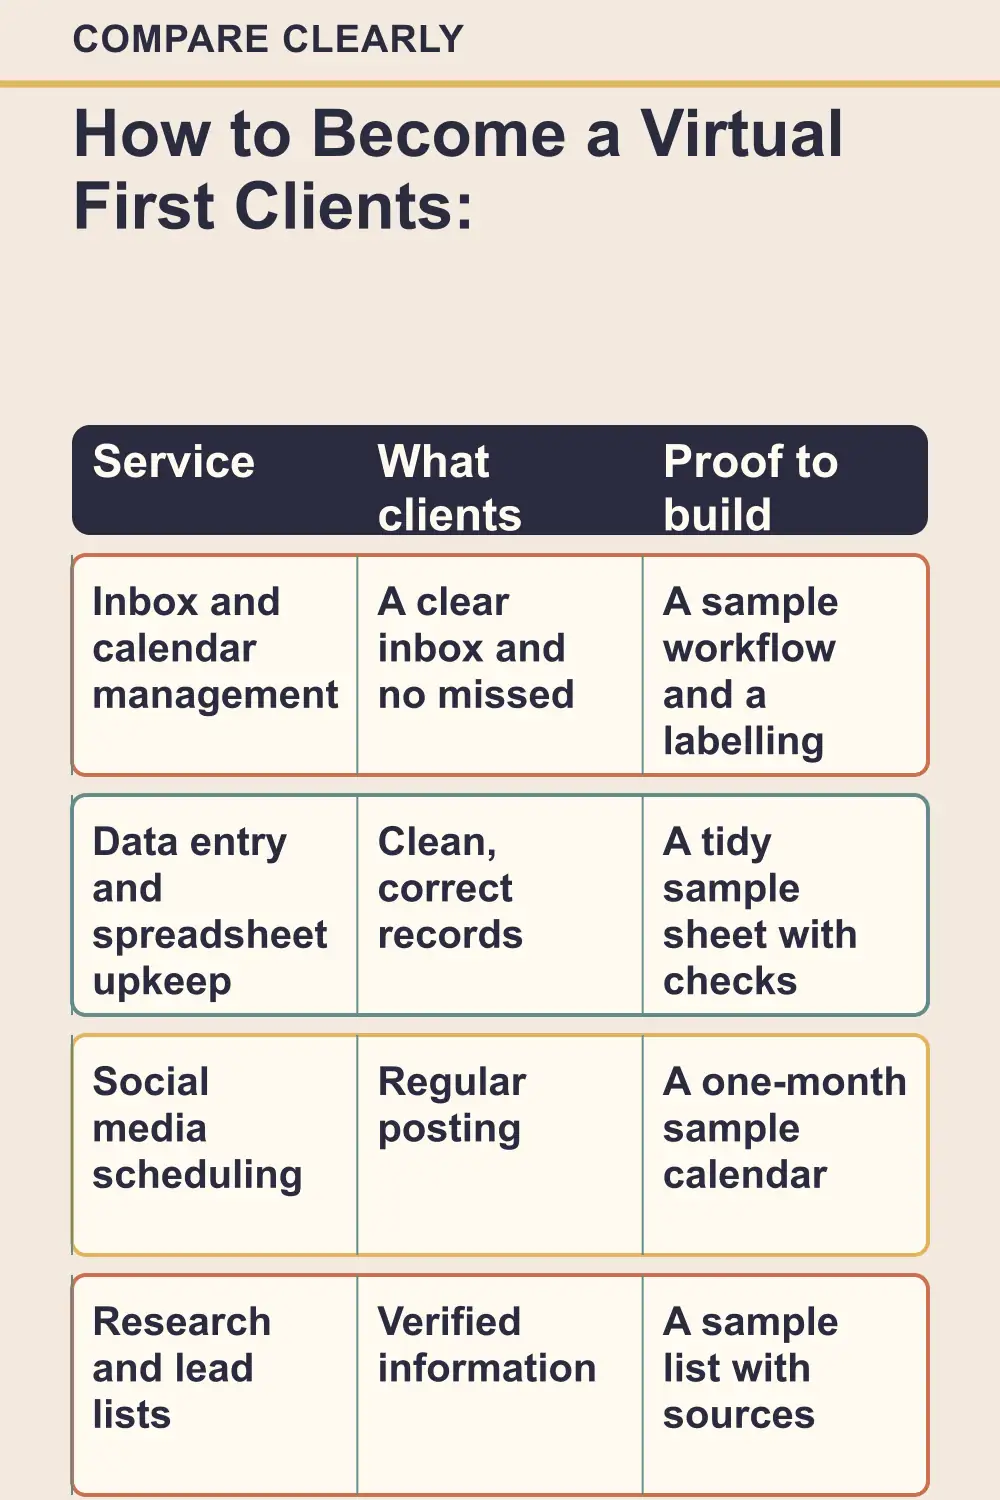 COMPARE CLEARLY
How to Become a Virtual
First Clients:
Service
What
clients
Proof to
build
Inbox and
calendar
management
A clear
inbox and
no missed
A sample
workflow
and a
labelling
Data entry
and
spreadsheet
upkeep
Clean,
correct
records
A tidy
sample
sheet with
checks
Social
media
scheduling
Regular
posting
A one-month
sample
calendar
Research
and lead
lists
Verified
information
A sample
list with
sources